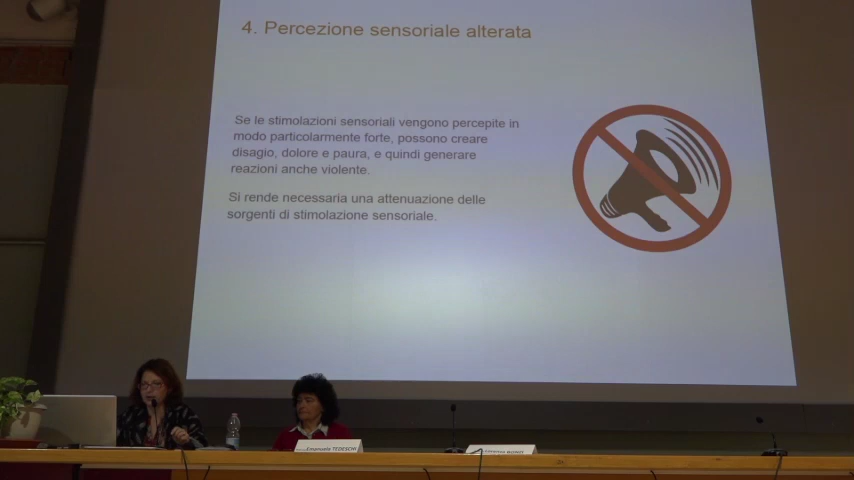 4. Percezione sensoriale alterata
Se le stimolazioni sensoriali vengono percepite in
modo particolarmente forte, possono creare
disagio, dolore e paura, e quindi generare
reazioni anche violente.
Si rende necessaria una attenuazione delle
sorgenti di stimolazione sensoriale.
Emanuela TEDESCHI